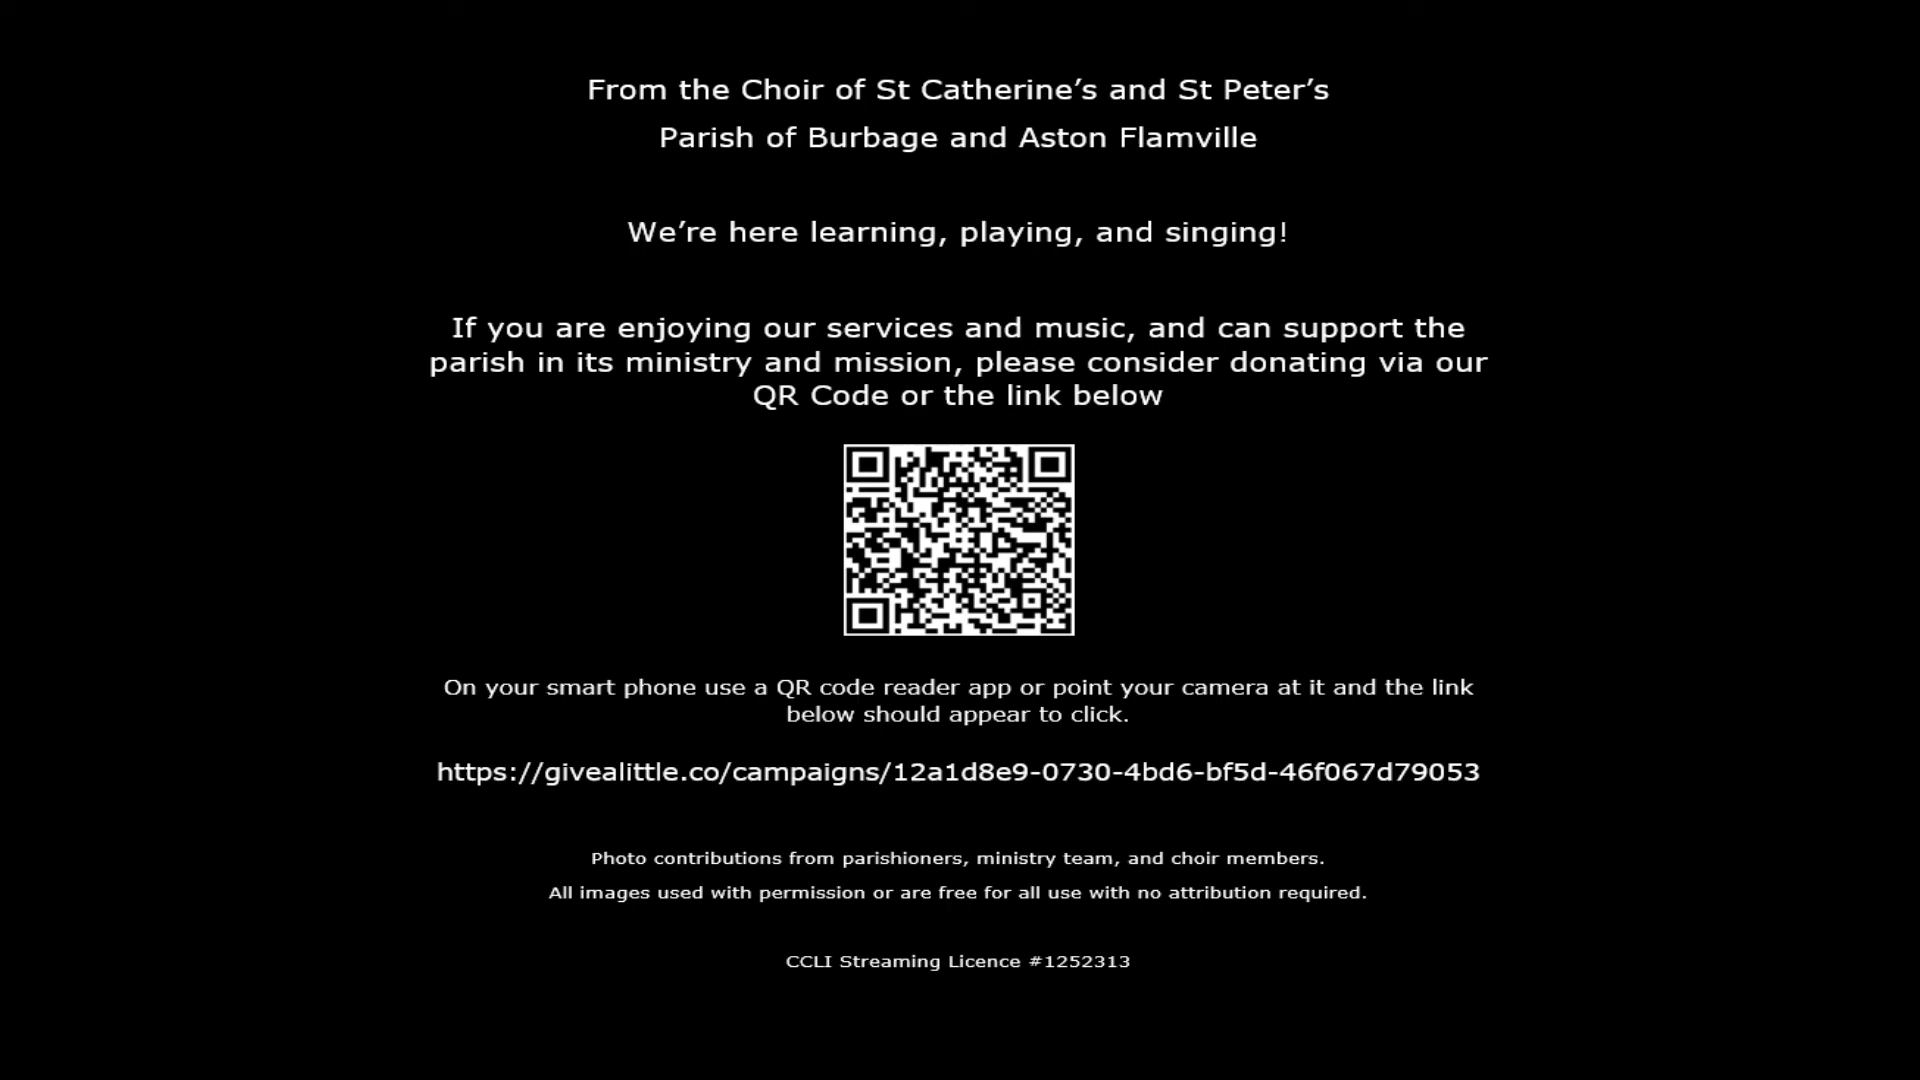 From the Choir of St Catherine’s and St Peter’s
Parish of Burbage and Aston Flamville
We’re here learning, playing, and singing!
If you are enjoying our services and music, and can support the
parish in its ministry and mission, please consider donating via our
QR Code or the link below
On your smart phone use a QR code reader app or point your camera at it and the link
below should appear to click.
https://givealittle.co/campaigns/12a1d8e9-0730-4bd6-bf5d-46f067d79053
Photo contributions from parishioners, ministry team, and choir members.
All images used with permission or are free for all use with no attribution required.
CCLI Streaming Licence #1252313